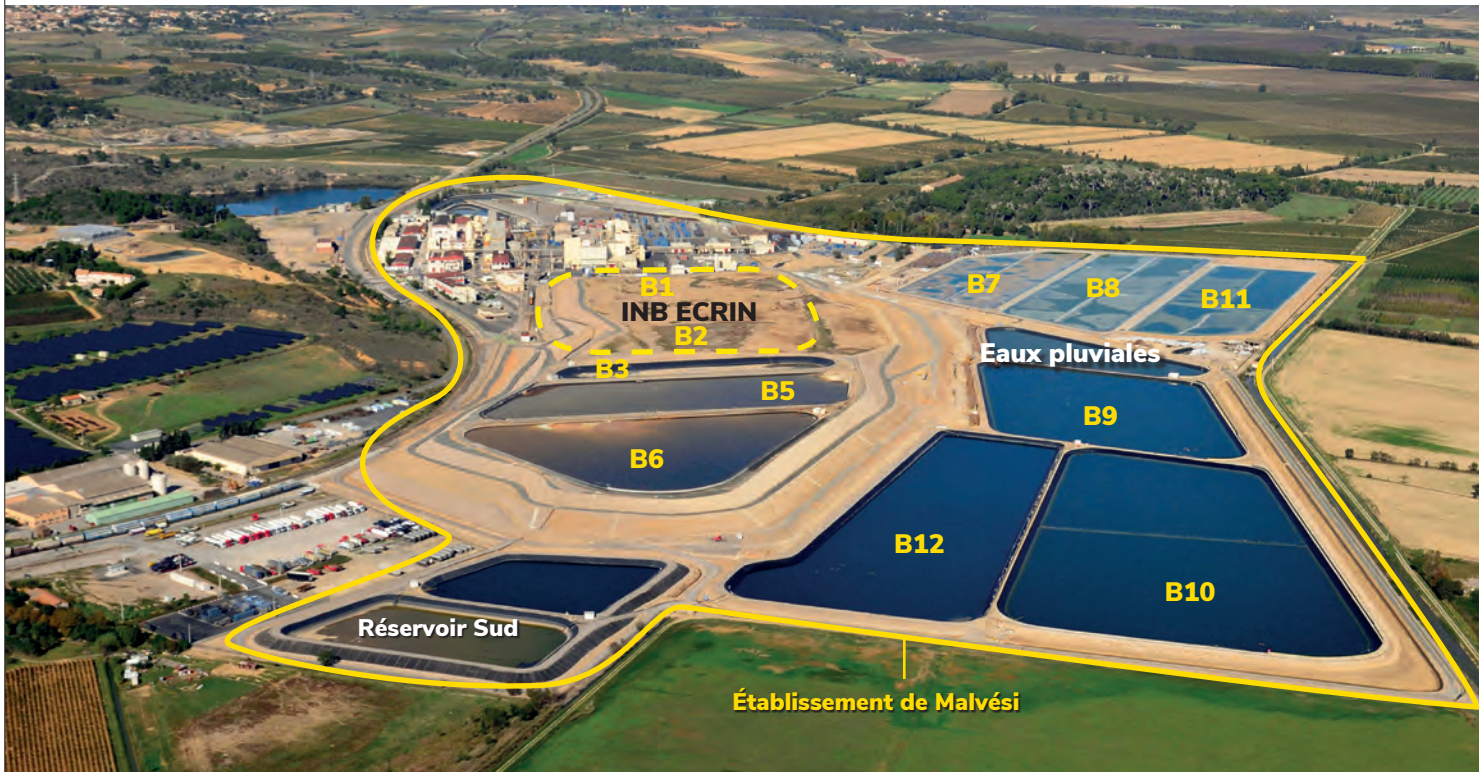 B7
B8
B11
B1
INB ECRIN
B2
Eaux pluviales
B3
B5
B9
B6
B12
B10
Réservoir Sud
Établissement de Malvési